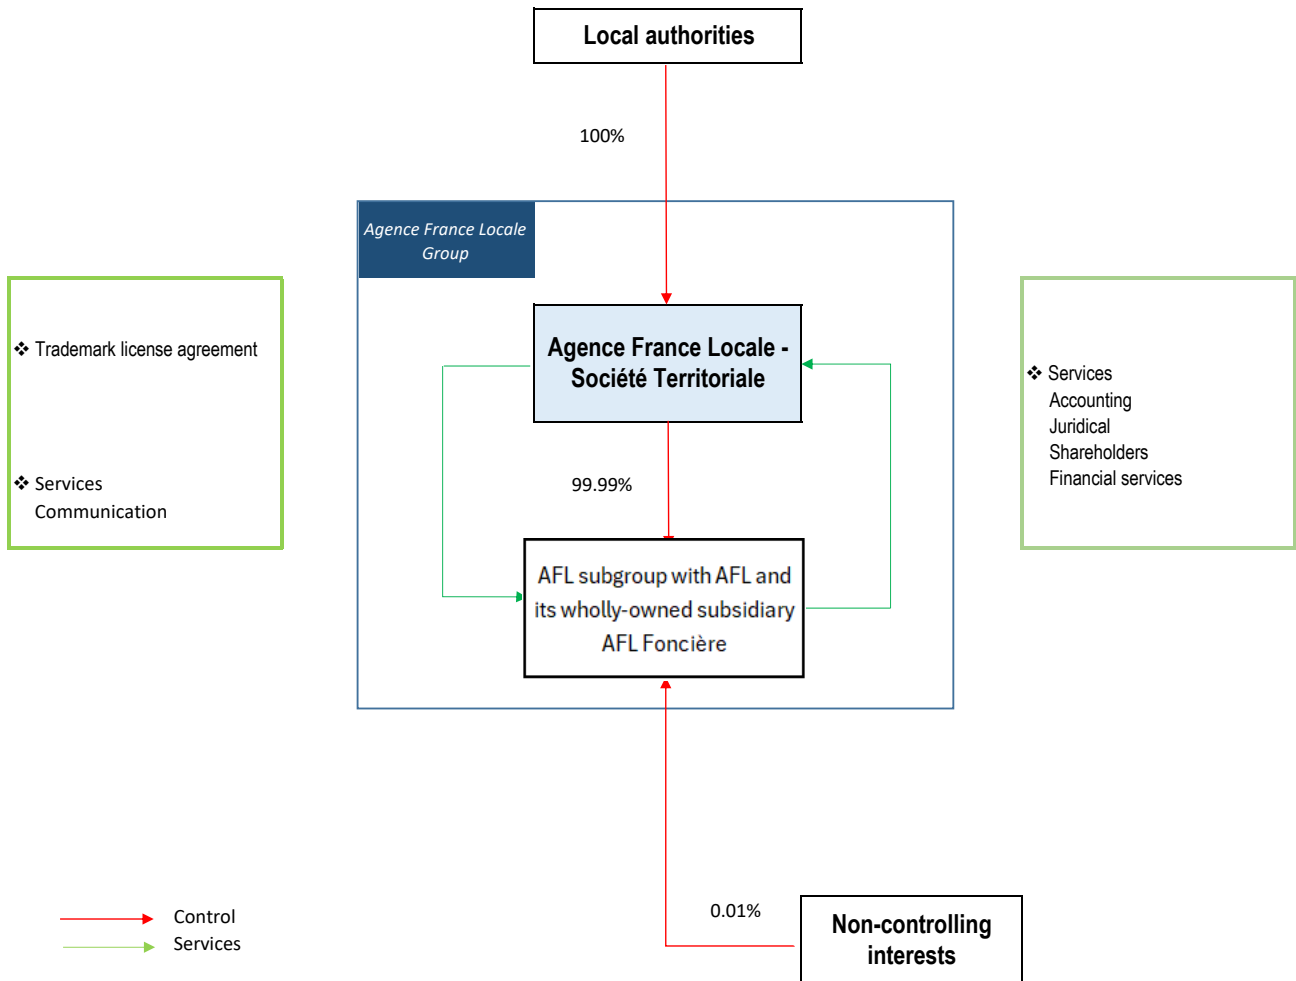 Local authorities
100%
Agence France Locale
Group
❖ Trademark license agreement
❖ Services
Communication
Agence France Locale -
Société Territoriale
❖ Services
Accounting
Juridical
Shareholders
Financial services
99.99%
AFL subgroup with AFL and
its wholly-owned subsidiary
AFL Foncière
0.01%
Non-controlling
interests
Control
Services